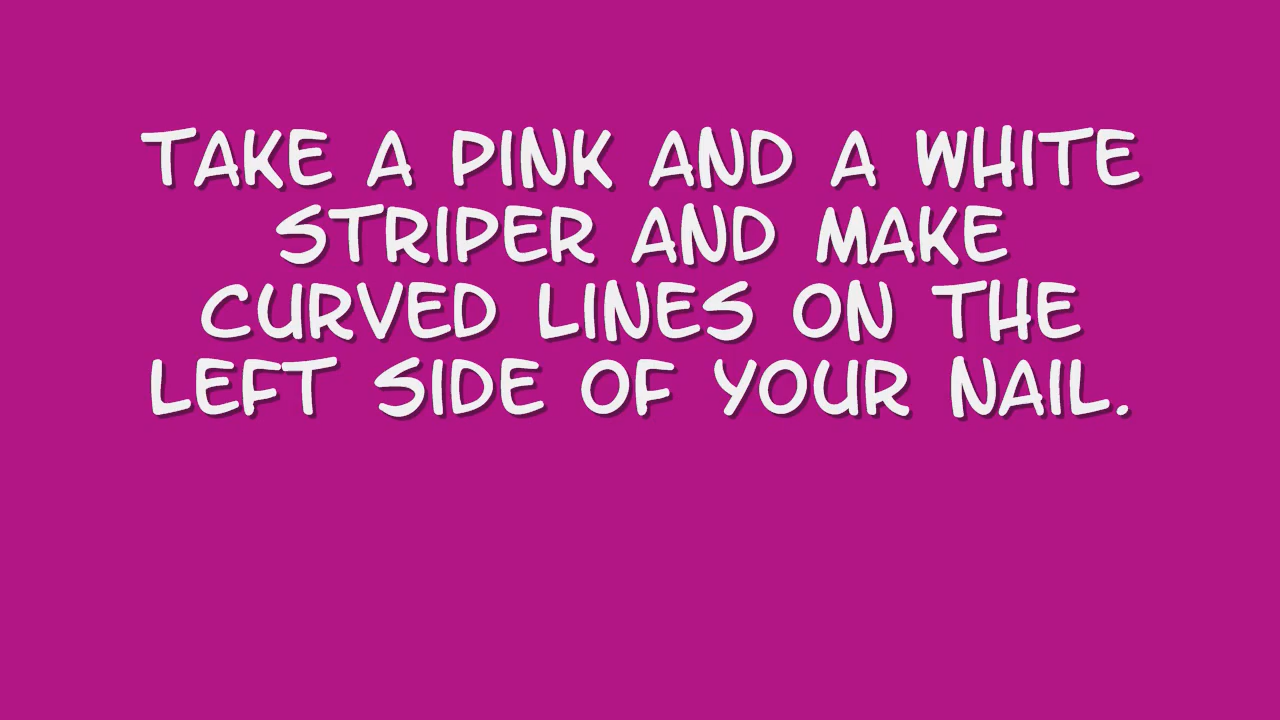 TAKE A PINK AND A WHITE
STRIPER AND MAKE
CURVED LINES ON THE
LEFT SIDE OF YOUR NAIL.